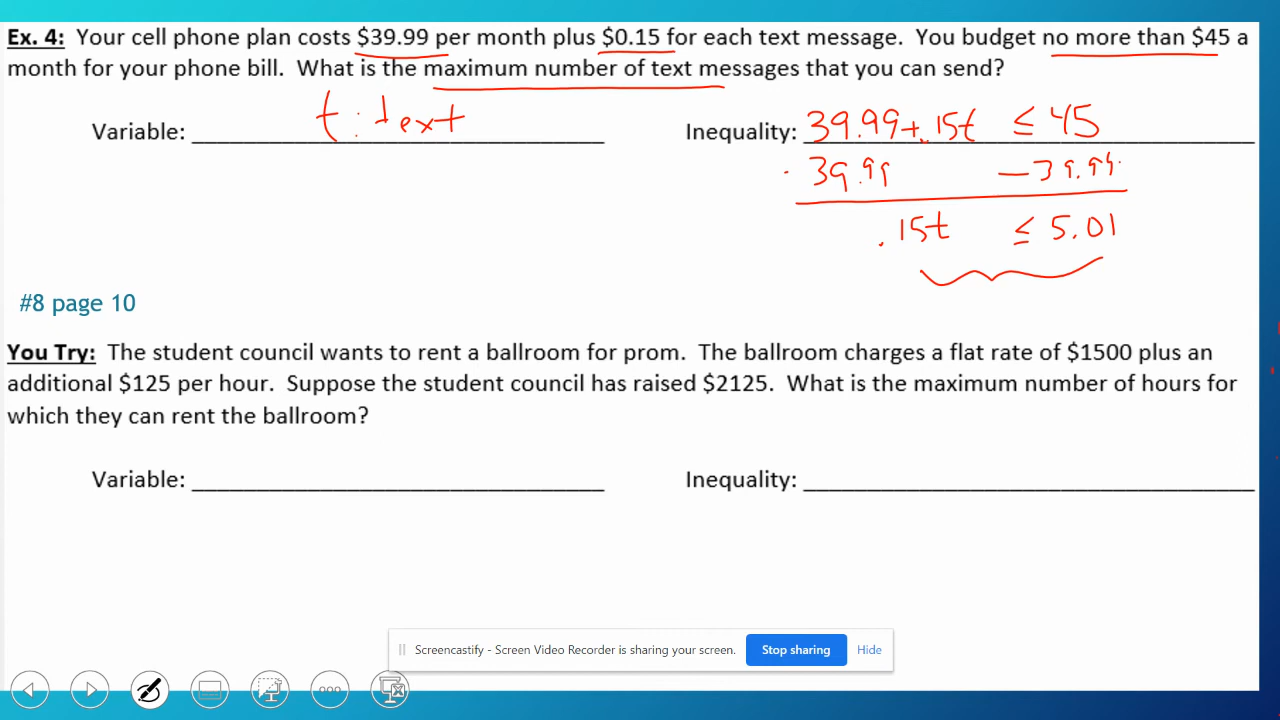 Ex. 4: Your cell phone plan costs $39.99 per month plus $0.15 for each text message. You budget no more than $45 a
month for your phone bill. What is the maximum number of text messages that you can send?
Variable: t: text
Inequality: 39.99+.15t ≤ 45
- 39.99 -39.99
.15t ≤ 5.01
#8 page 10
You Try: The student council wants to rent a ballroom for prom. The ballroom charges a flat rate of $1500 plus an
additional $125 per hour. Suppose the student council has raised $2125. What is the maximum number of hours for
which they can rent the ballroom?
Variable: ______________________________
Inequality: ______________________________
Screencastify - Screen Video Recorder is sharing your screen. Stop sharing Hide